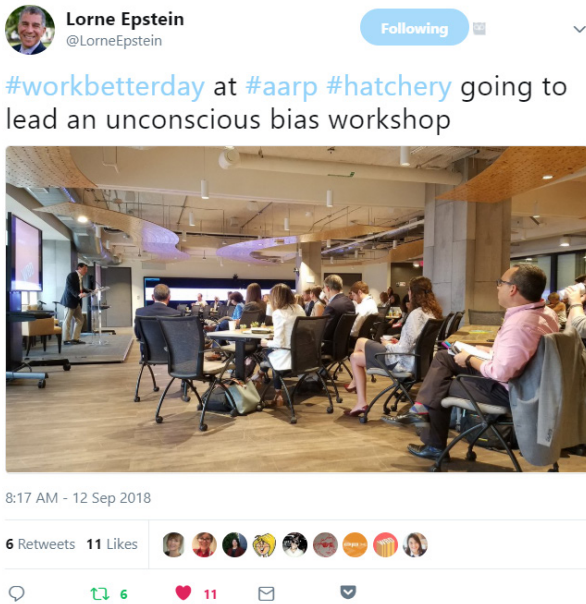 Lorne Epstein
@LorneEpstein
Following
#workbetterday at #aarp #hatchery going to
lead an unconscious bias workshop
8:17 AM - 12 Sep 2018
6 Retweets 11 Likes
6 11